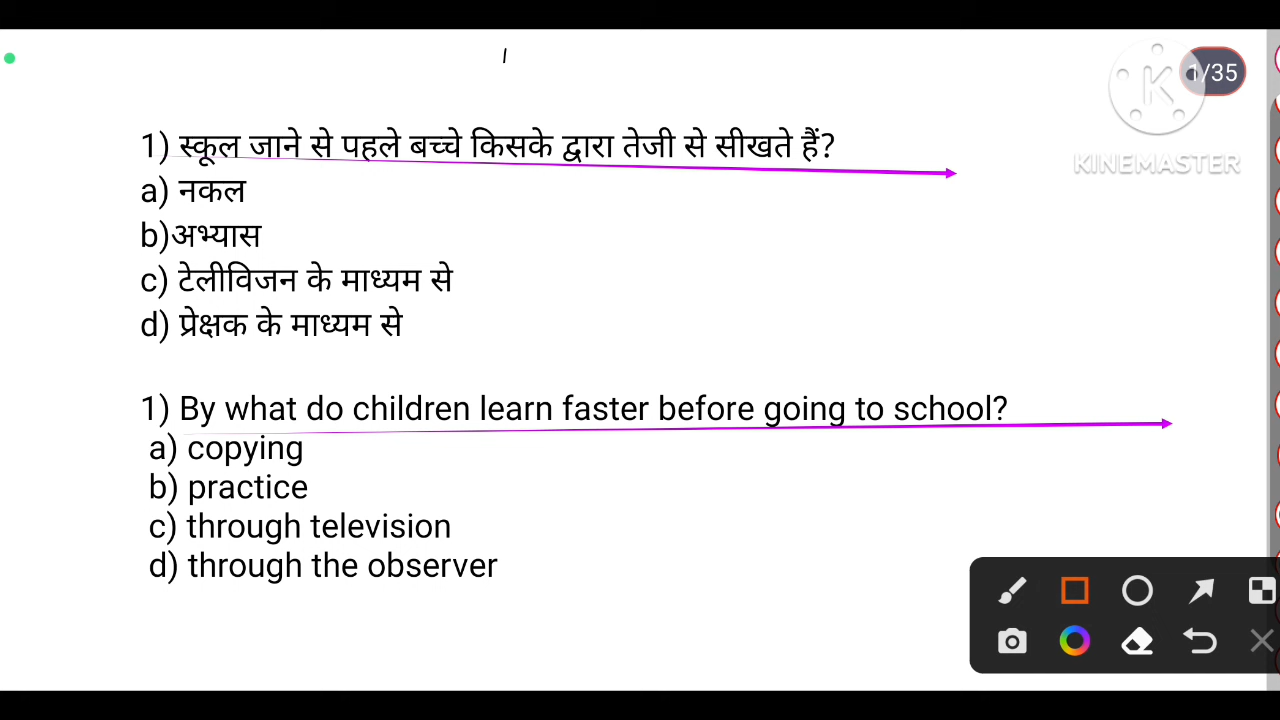 1/35
KINEMASTER
1) स्कूल जाने से पहले बच्चे किसके द्वारा तेजी से सीखते हैं?
a) नकल
b)अभ्यास
c) टेलीविजन के माध्यम से
d) प्रेक्षक के माध्यम से
1) By what do children learn faster before going to school?
a) copying
b) practice
c) through television
d) through the observer